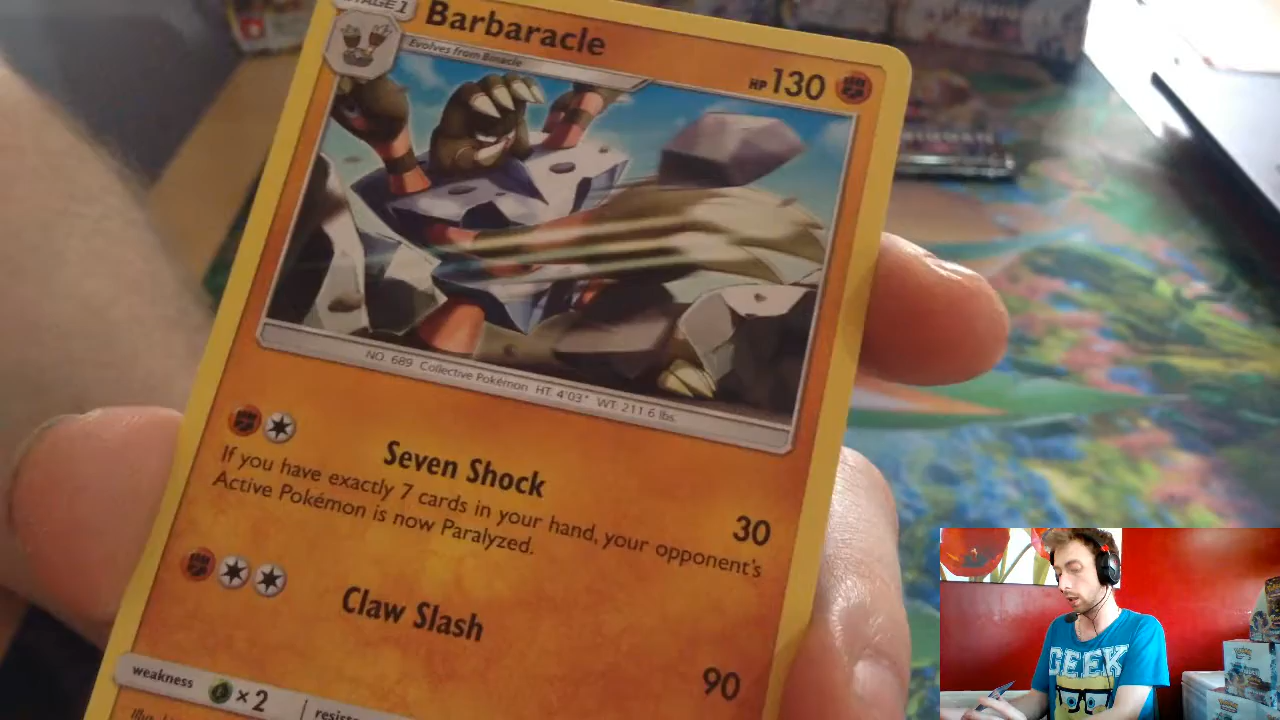 STAGE 1
Barbaracle
Evolves from Binacle
HP 130
NO. 689 Collective Pokémon HT. 4'03" WT. 211.6 lbs.
Seven Shock
30
If you have exactly 7 cards in your hand, your opponent's
Active Pokémon is now Paralyzed.
Claw Slash
90
weakness
×2
GEEK